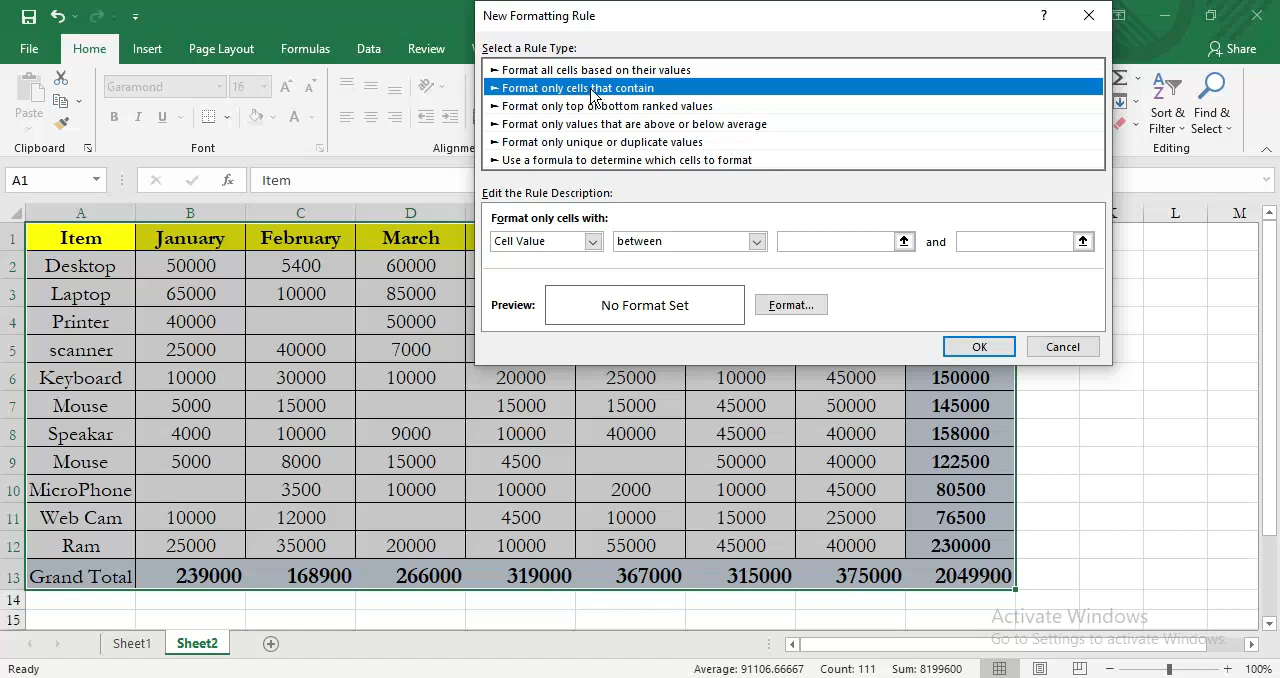 New Formatting Rule
?
File Home Insert Page Layout Formulas Data Review
Share
Select a Rule Type:
► Format all cells based on their values
► Format only cells that contain
► Format only top or bottom ranked values
► Format only values that are above or below average
► Format only unique or duplicate values
► Use a formula to determine which cells to format
Paste
Garamond 16
B I U
Sort & Filter
Find & Select
Clipboard Font Alignme Editing
A1 fx Item
Edit the Rule Description:
Format only cells with:
Cell Value between and
Preview: No Format Set Format...
OK Cancel
A B C D L M
1 Item January February March
2 Desktop 50000 5400 60000
3 Laptop 65000 10000 85000
4 Printer 40000 50000
5 scanner 25000 40000 7000
6 Keyboard 10000 30000 10000 20000 25000 10000 45000 150000
7 Mouse 5000 15000 15000 15000 45000 50000 145000
8 Speakar 4000 10000 9000 10000 40000 45000 40000 158000
9 Mouse 5000 8000 15000 4500 50000 40000 122500
10 MicroPhone 3500 10000 10000 2000 10000 45000 80500
11 Web Cam 10000 12000 4500 10000 15000 25000 76500
12 Ram 25000 35000 20000 10000 55000 45000 40000 230000
13 Grand Total 239000 168900 266000 319000 367000 315000 375000 2049900
14
15
Activate Windows
Go to Settings to activate Windows.
Sheet1 Sheet2
Ready Average: 91106.66667 Count: 111 Sum: 8199600 100%